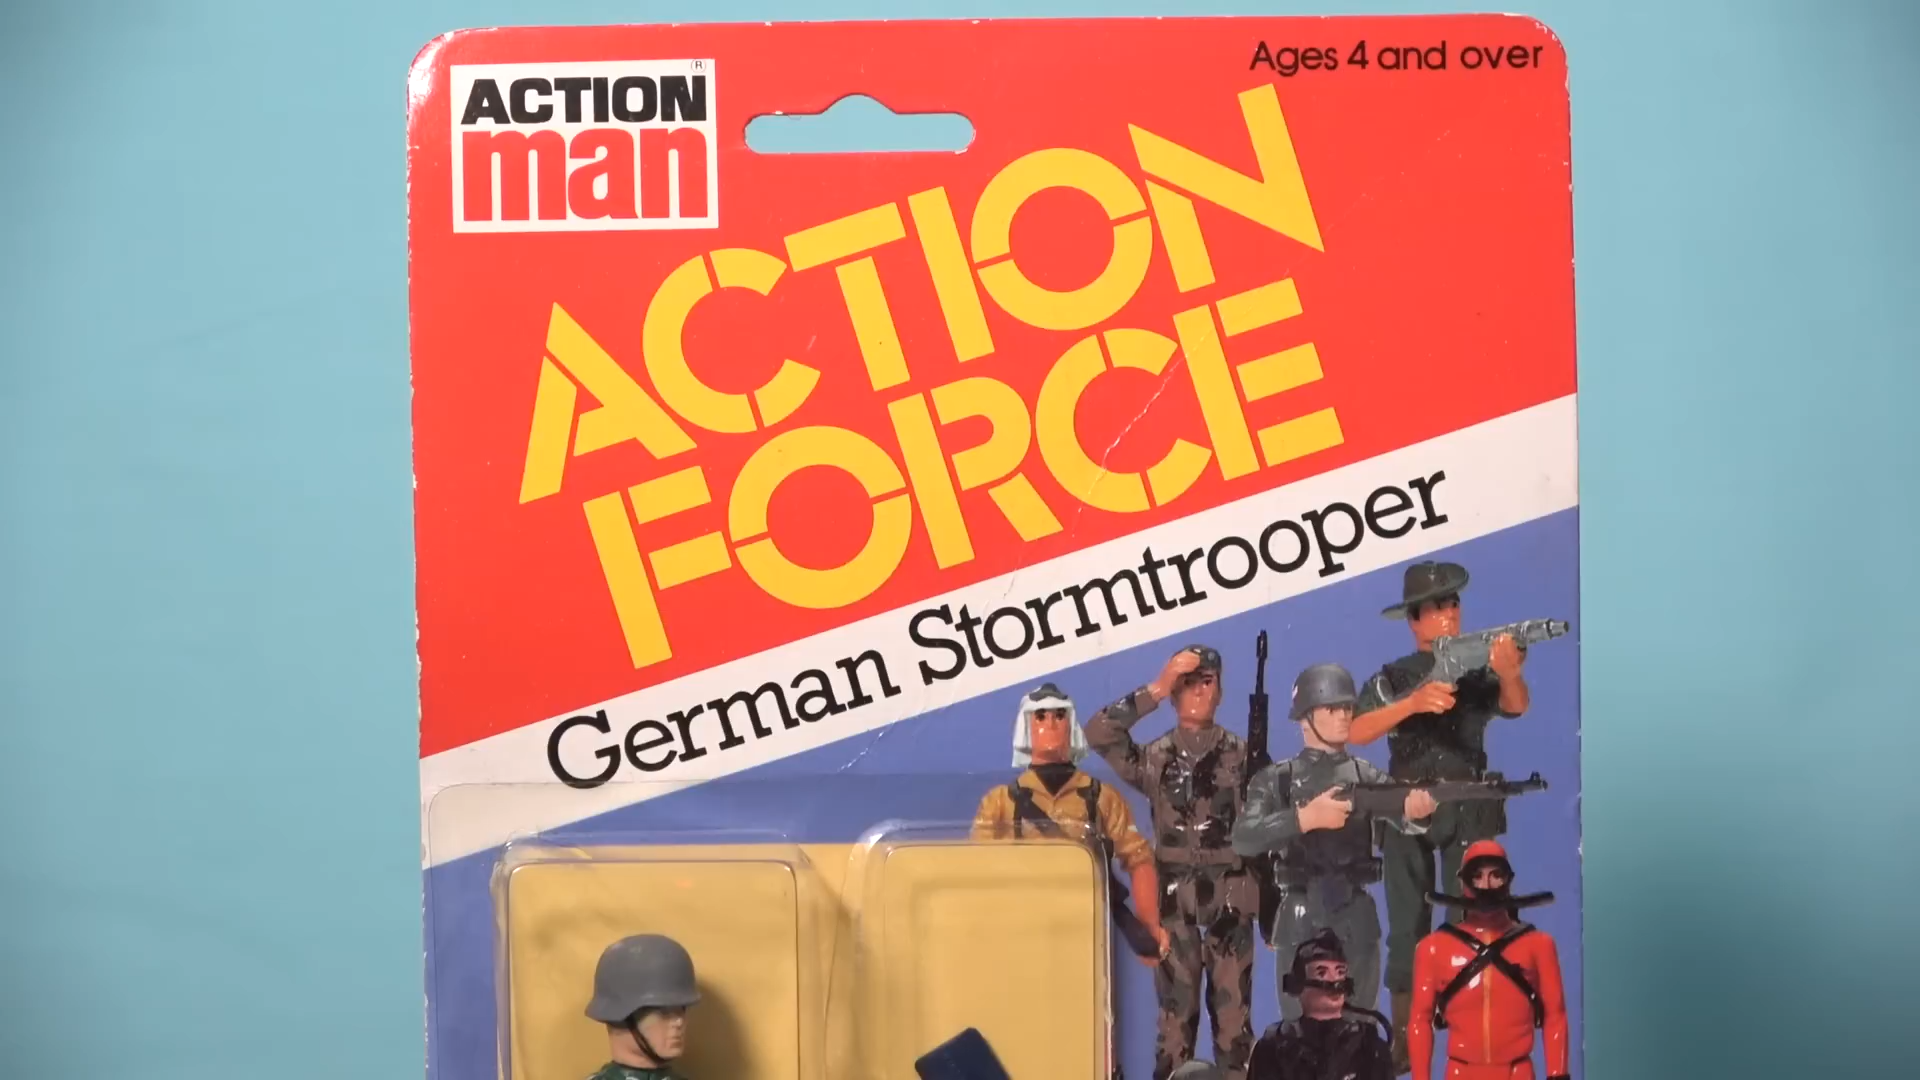 ACTION
man
®
Ages 4 and over
ACTION
FORCE
German Stormtrooper